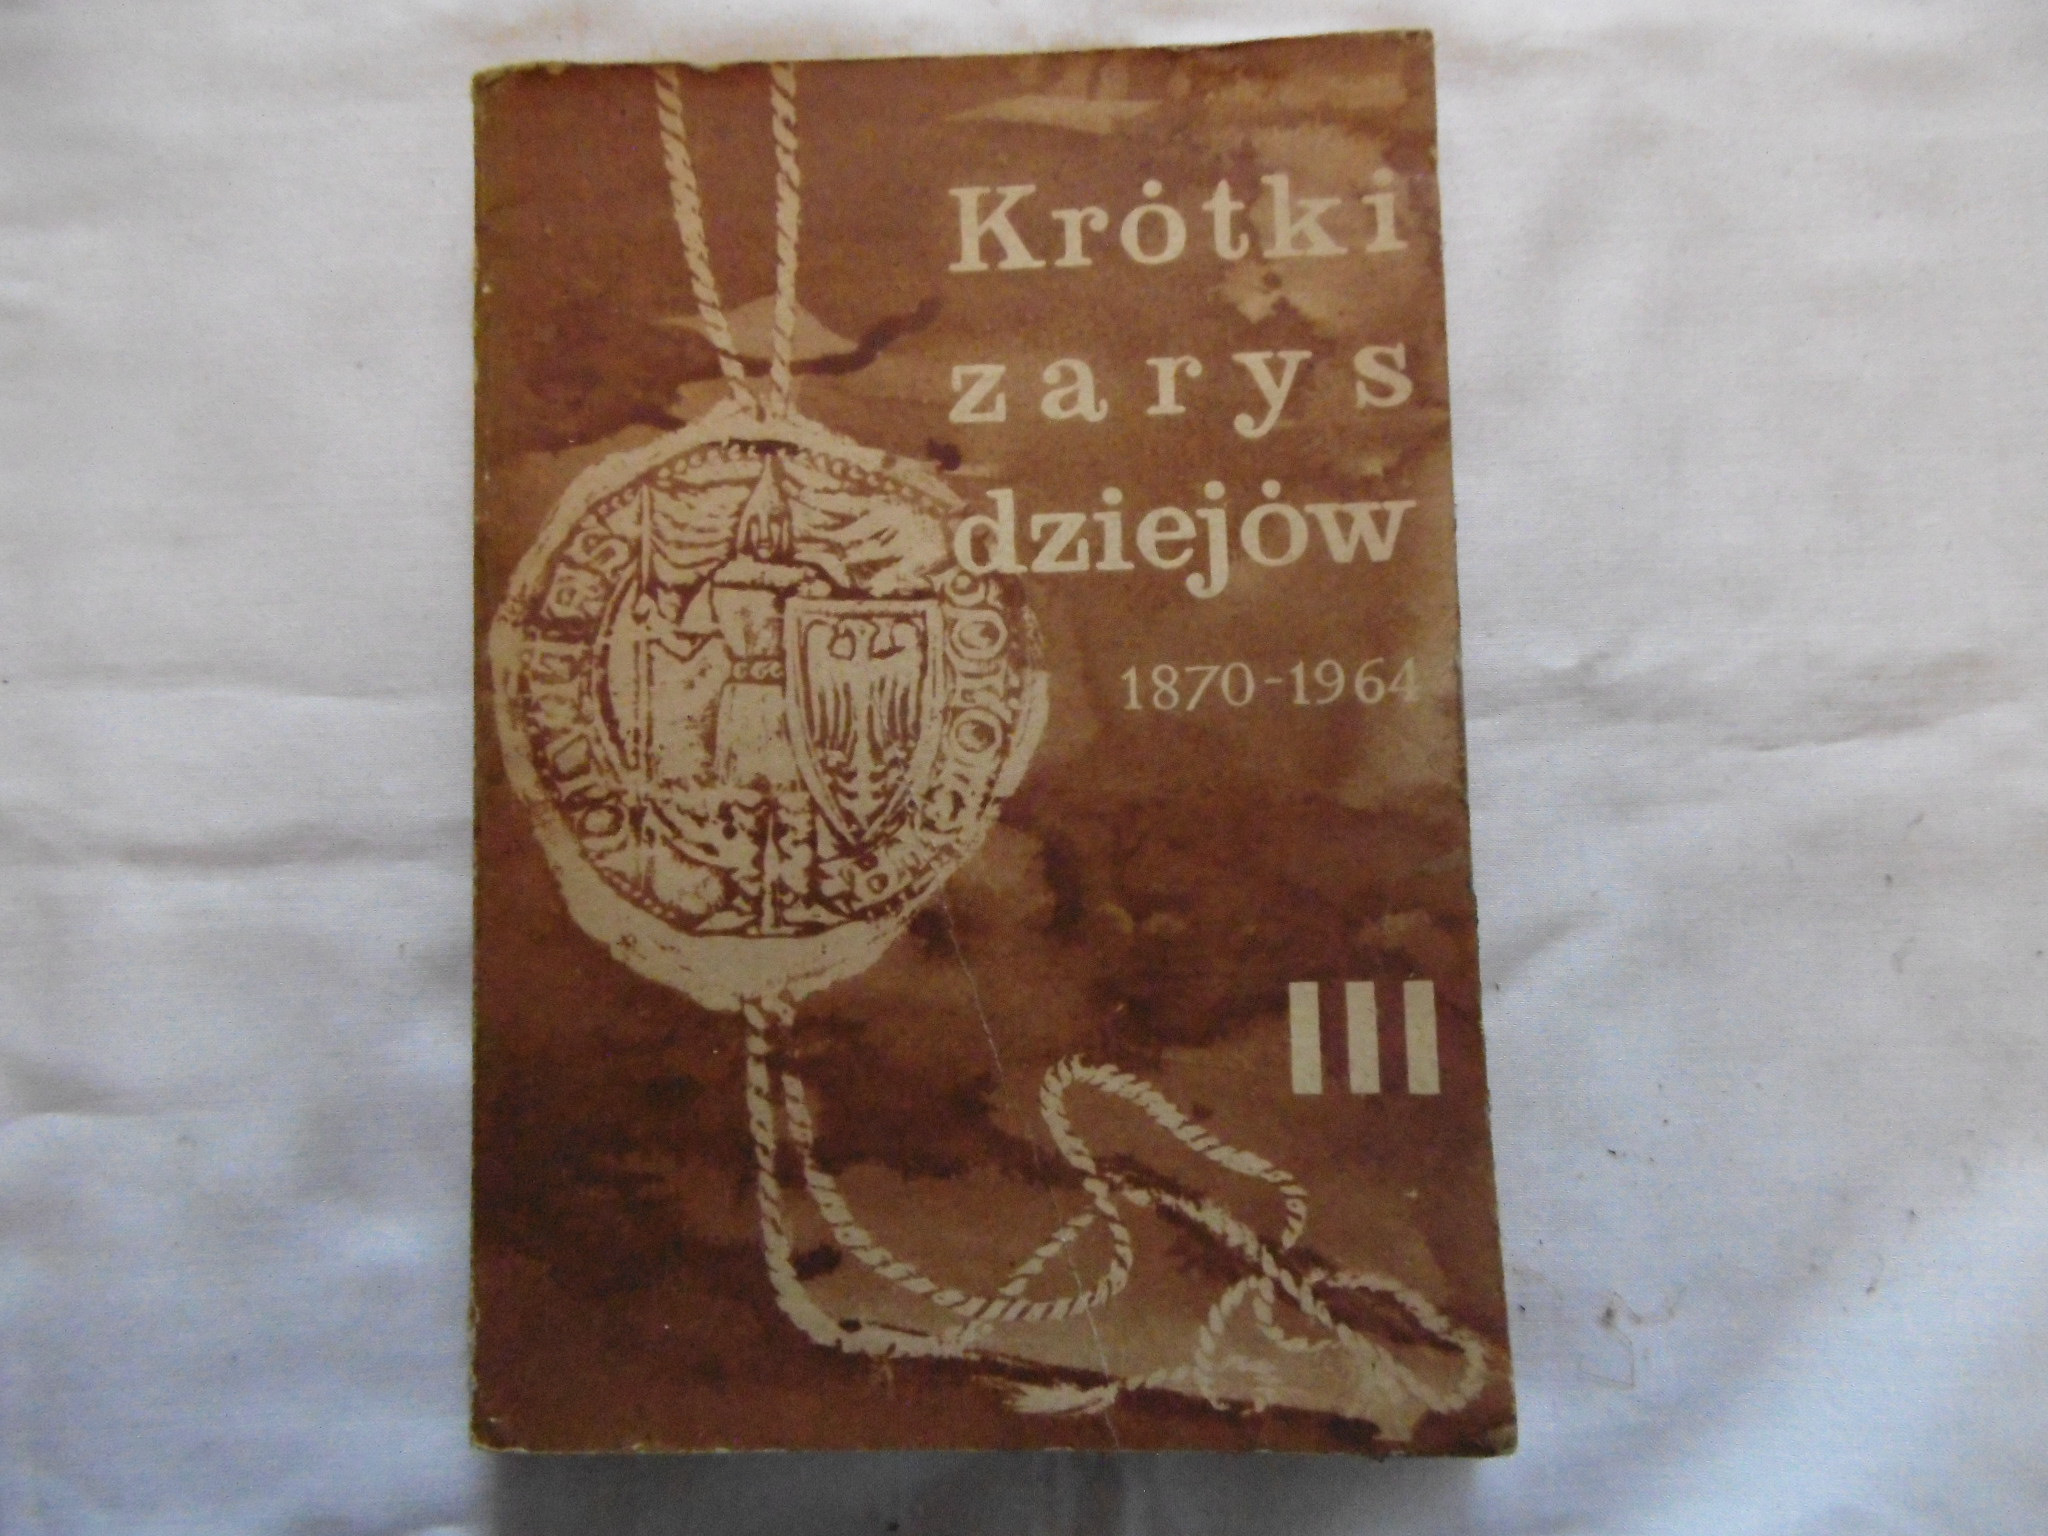 Krótki
zarys
dziejów
1870-1964
III